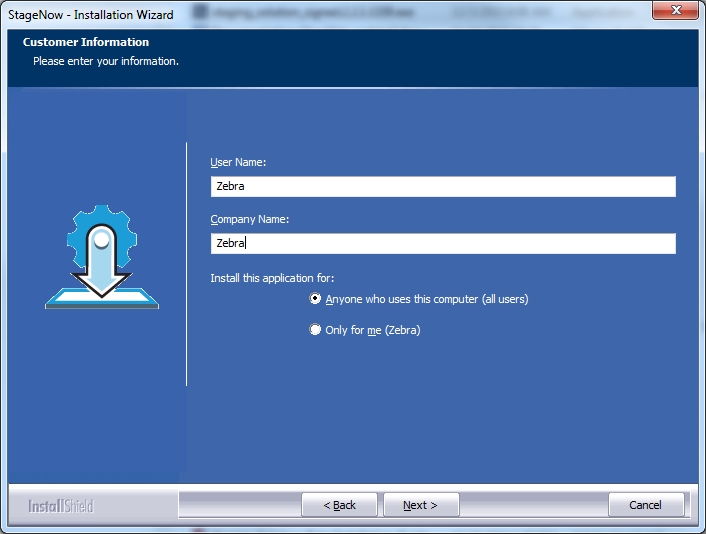 StageNow - Installation Wizard
Customer Information
Please enter your information.
User Name:
Zebra
Company Name:
Zebra
Install this application for:
Anyone who uses this computer (all users)
Only for me (Zebra)
InstallShield
< Back
Next >
Cancel